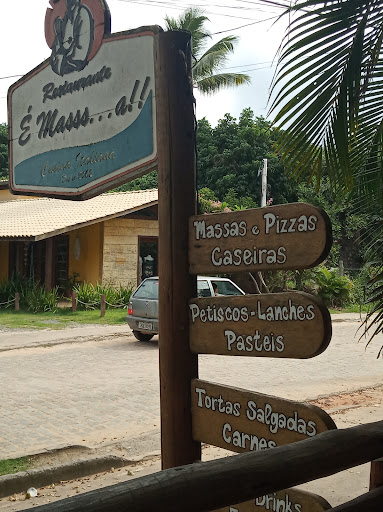 Restaurante
É Masss...a!!
Massas e Pizzas
Caseiras
Petiscos-Lanches
Pasteis
Tortas Salgadas
Carnes
Drinks